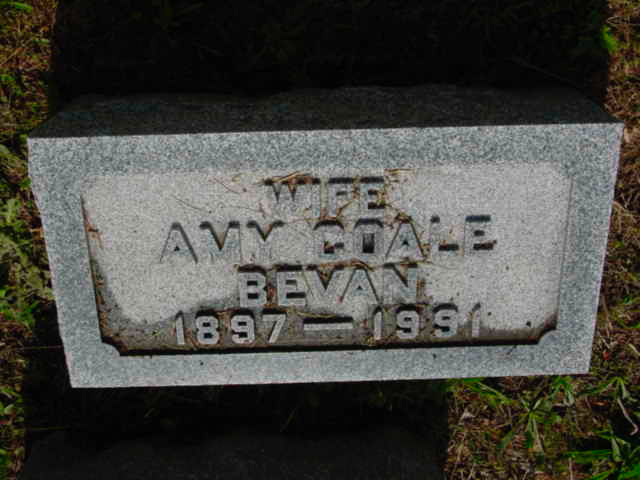 WIFE
AMY COALE
BEVAN
1897 — 1991